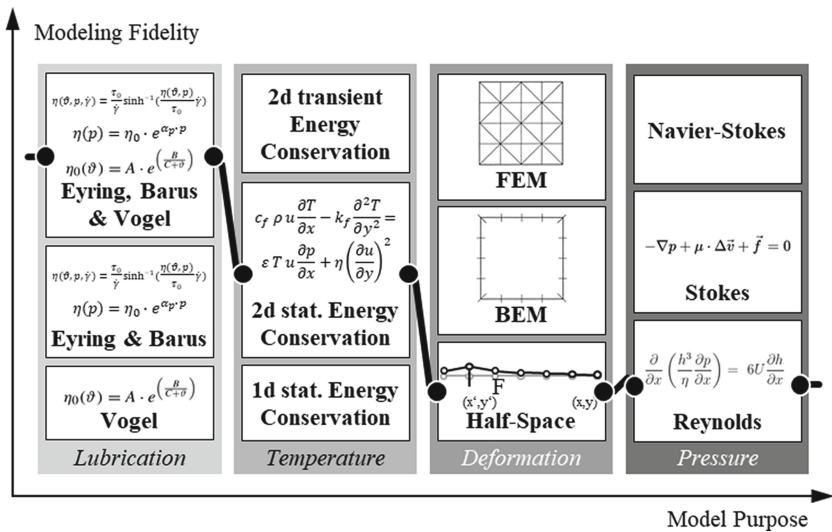 Modeling Fidelity
η(ϑ, p, γ̇) = τ₀/γ̇ sinh⁻¹(η(ϑ,p)/τ₀ γ̇)
η(p) = η₀ · e^(αₚ·p)
η₀(ϑ) = A · e^(B/(C+ϑ))
Eyring, Barus
& Vogel
η(ϑ, p, γ̇) = τ₀/γ̇ sinh⁻¹(η(ϑ,p)/τ₀ γ̇)
η(p) = η₀ · e^(αₚ·p)
Eyring & Barus
η₀(ϑ) = A · e^(B/(C+ϑ))
Vogel
Lubrication
2d transient
Energy
Conservation
c_f ρ u ∂T/∂x − k_f ∂²T/∂y² =
ε T u ∂p/∂x + η(∂u/∂y)²
2d stat. Energy
Conservation
1d stat. Energy
Conservation
Temperature
FEM
BEM
F
(x‘,y‘)
(x,y)
Half-Space
Deformation
Navier-Stokes
−∇p + μ · Δv⃗ + f⃗ = 0
Stokes
∂/∂x (h³/η ∂p/∂x) = 6U ∂h/∂x
Reynolds
Pressure
Model Purpose